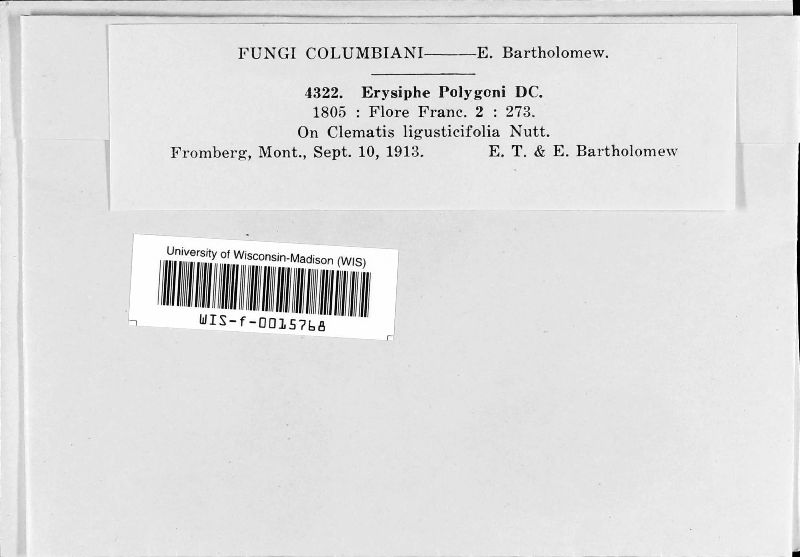 FUNGI COLUMBIANI——E. Bartholomew.
4322. Erysiphe Polygoni DC.
1805 : Flore Franc. 2 : 273.
On Clematis ligusticifolia Nutt.
Fromberg, Mont., Sept. 10, 1913. E. T. & E. Bartholomew
University of Wisconsin-Madison (WIS)
WIS-f-0015768